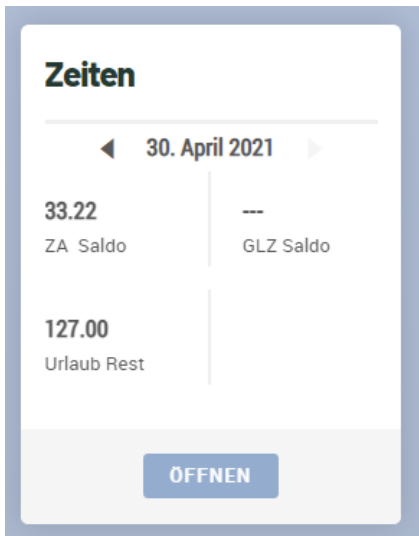 Zeiten
30. April 2021
33.22
ZA Saldo
---
GLZ Saldo
127.00
Urlaub Rest
ÖFFNEN